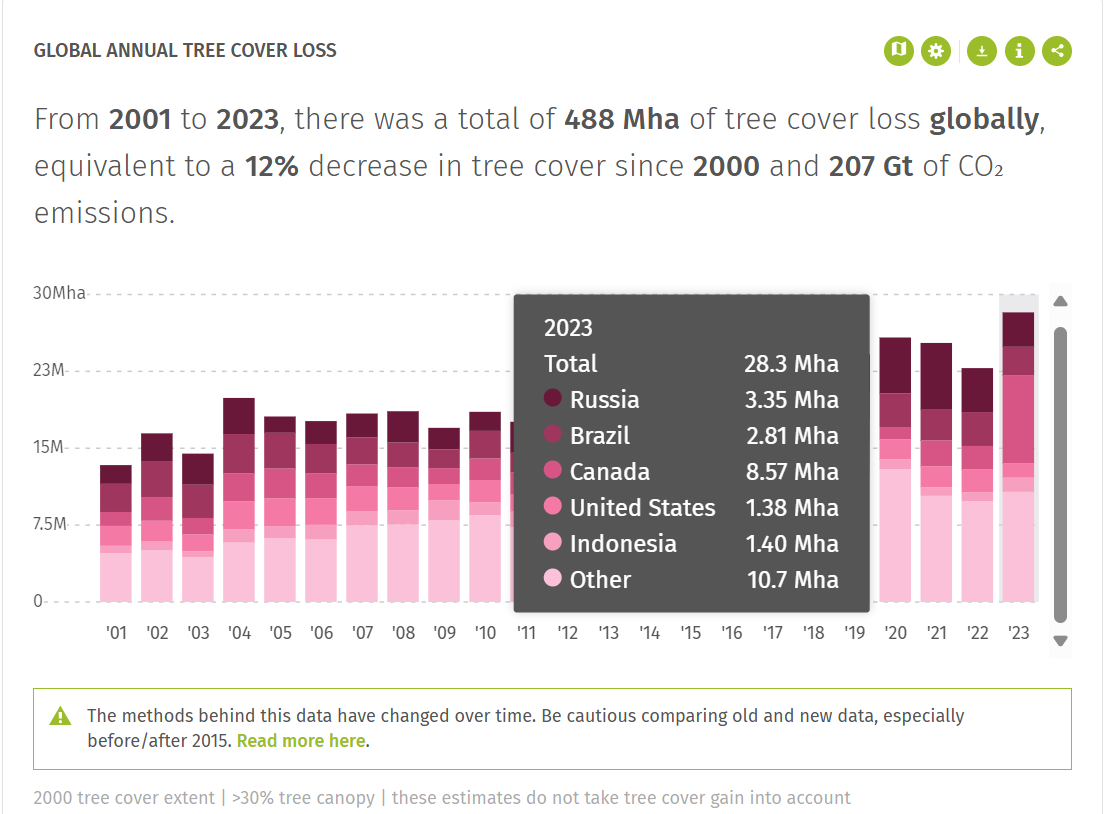 GLOBAL ANNUAL TREE COVER LOSS
From 2001 to 2023, there was a total of 488 Mha of tree cover loss globally,
equivalent to a 12% decrease in tree cover since 2000 and 207 Gt of CO₂
emissions.
30Mha
23M
15M
7.5M
0
2023
Total 28.3 Mha
Russia 3.35 Mha
Brazil 2.81 Mha
Canada 8.57 Mha
United States 1.38 Mha
Indonesia 1.40 Mha
Other 10.7 Mha
'01 '02 '03 '04 '05 '06 '07 '08 '09 '10 '11 '12 '13 '14 '15 '16 '17 '18 '19 '20 '21 '22 '23
The methods behind this data have changed over time. Be cautious comparing old and new data, especially
before/after 2015. Read more here.
2000 tree cover extent | >30% tree canopy | these estimates do not take tree cover gain into account